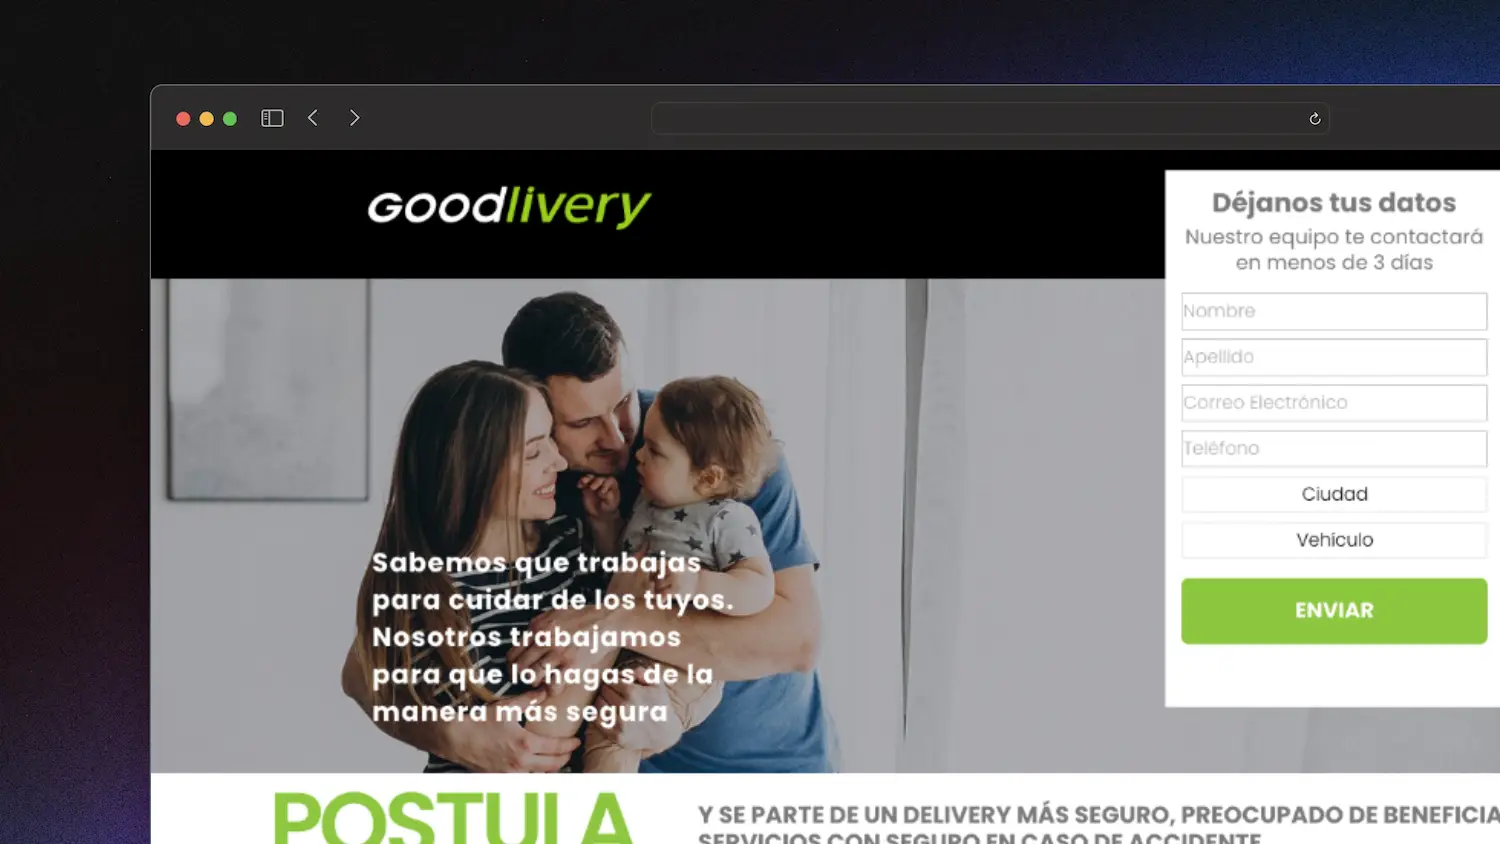 Goodlivery
Déjanos tus datos
Nuestro equipo te contactará
en menos de 3 días
Nombre
Apellido
Correo Electrónico
Teléfono
Ciudad
Vehículo
ENVIAR
Sabemos que trabajas
para cuidar de los tuyos.
Nosotros trabajamos
para que lo hagas de la
manera más segura
POSTULA
Y SE PARTE DE UN DELIVERY MÁS SEGURO, PREOCUPADO DE BENEFICIA
SERVICIOS CON SEGURO EN CASO DE ACCIDENTE